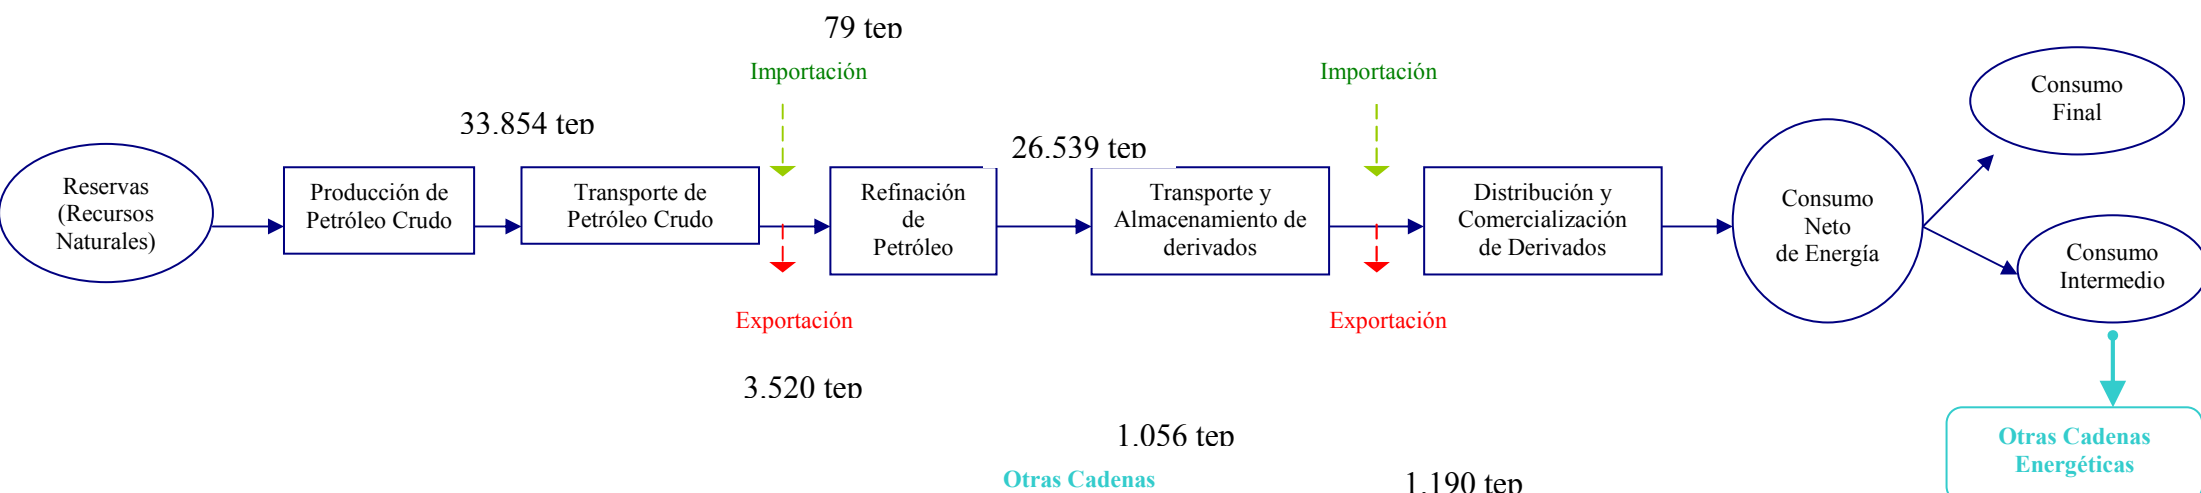 79 tep
Importación
Importación
Consumo
Final
33.854 tep
26.539 tep
Reservas
(Recursos
Naturales)
Producción de
Petróleo Crudo
Transporte de
Petróleo Crudo
Refinación
de
Petróleo
Transporte y
Almacenamiento de
derivados
Distribución y
Comercialización
de Derivados
Consumo
Neto
de Energía
Consumo
Intermedio
Exportación
Exportación
3.520 tep
1.056 tep
Otras Cadenas
1.190 tep
Otras Cadenas
Energéticas